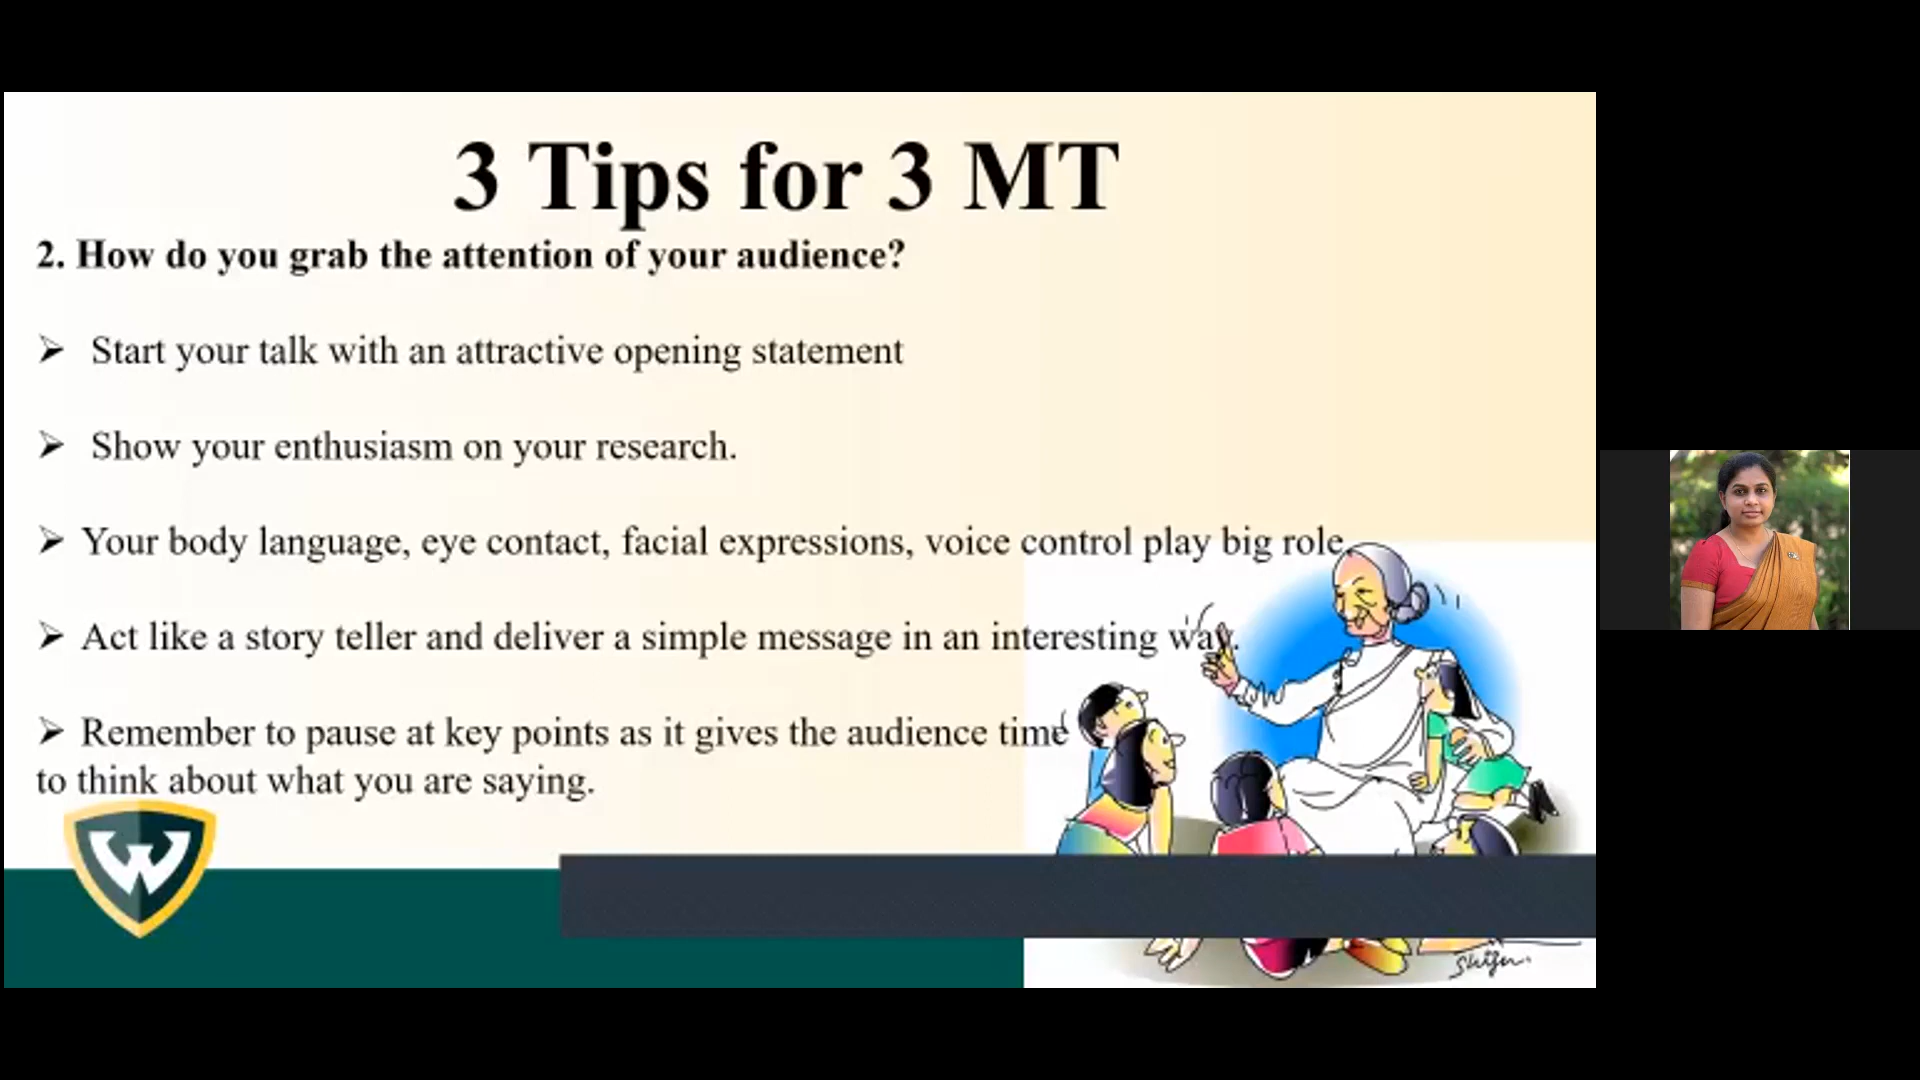 3 Tips for 3 MT
2. How do you grab the attention of your audience?
➢ Start your talk with an attractive opening statement
➢ Show your enthusiasm on your research.
➢ Your body language, eye contact, facial expressions, voice control play big role.
➢ Act like a story teller and deliver a simple message in an interesting way.
➢ Remember to pause at key points as it gives the audience time
to think about what you are saying.
W